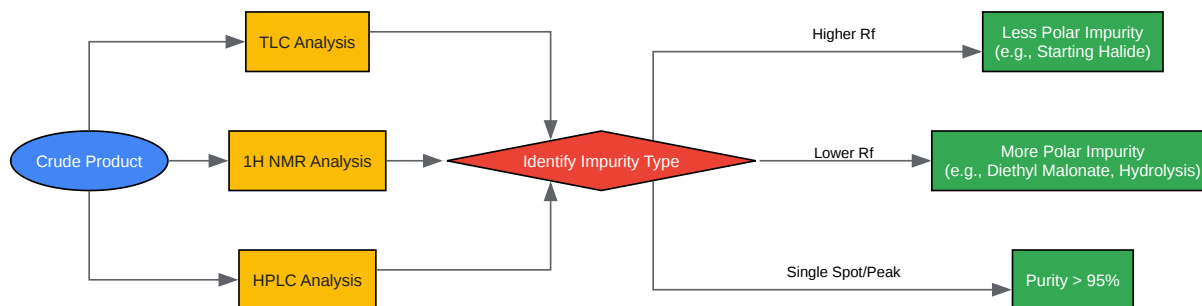 TLC Analysis
Higher Rf
Less Polar Impurity
(e.g., Starting Halide)
Crude Product
1H NMR Analysis
Identify Impurity Type
Lower Rf
More Polar Impurity
(e.g., Diethyl Malonate, Hydrolysis)
HPLC Analysis
Single Spot/Peak
Purity > 95%